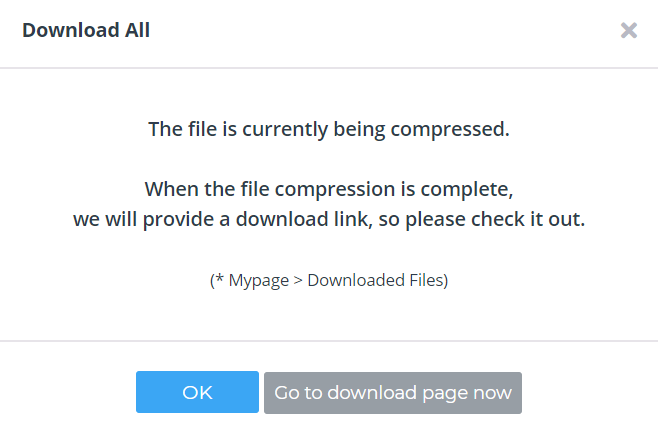 Download All
The file is currently being compressed.
When the file compression is complete,
we will provide a download link, so please check it out.
(* Mypage > Downloaded Files)
OK
Go to download page now